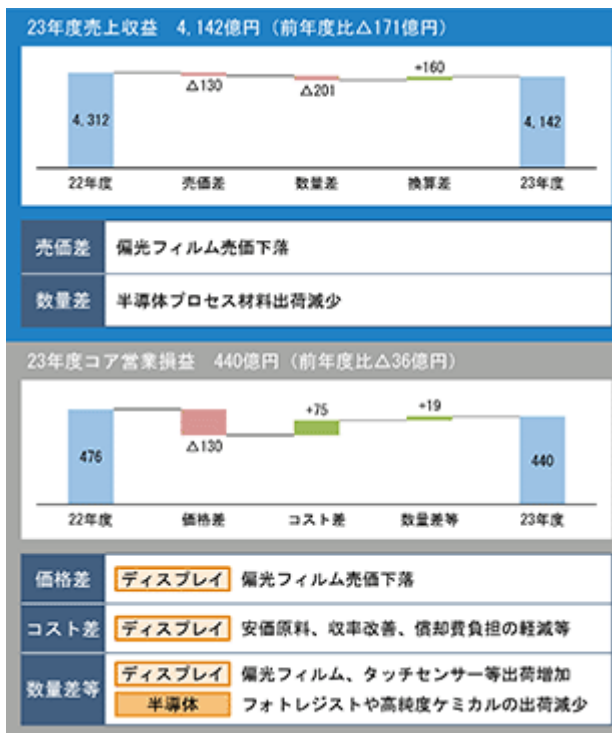 23年度売上収益 4,142億円(前年度比△171億円)
+160
△130
△201
4,312
4,142
22年度 売価差 数量差 換算差 23年度
売価差 偏光フィルム売価下落
数量差 半導体プロセス材料出荷減少
23年度コア営業損益 440億円(前年度比△36億円)
+75
+19
△130
476
440
22年度 価格差 コスト差 数量差等 23年度
価格差 ディスプレイ 偏光フィルム売価下落
コスト差 ディスプレイ 安価原料、収率改善、償却費負担の軽減等
数量差等 ディスプレイ 偏光フィルム、タッチセンサー等出荷増加
半導体 フォトレジストや高純度ケミカルの出荷減少